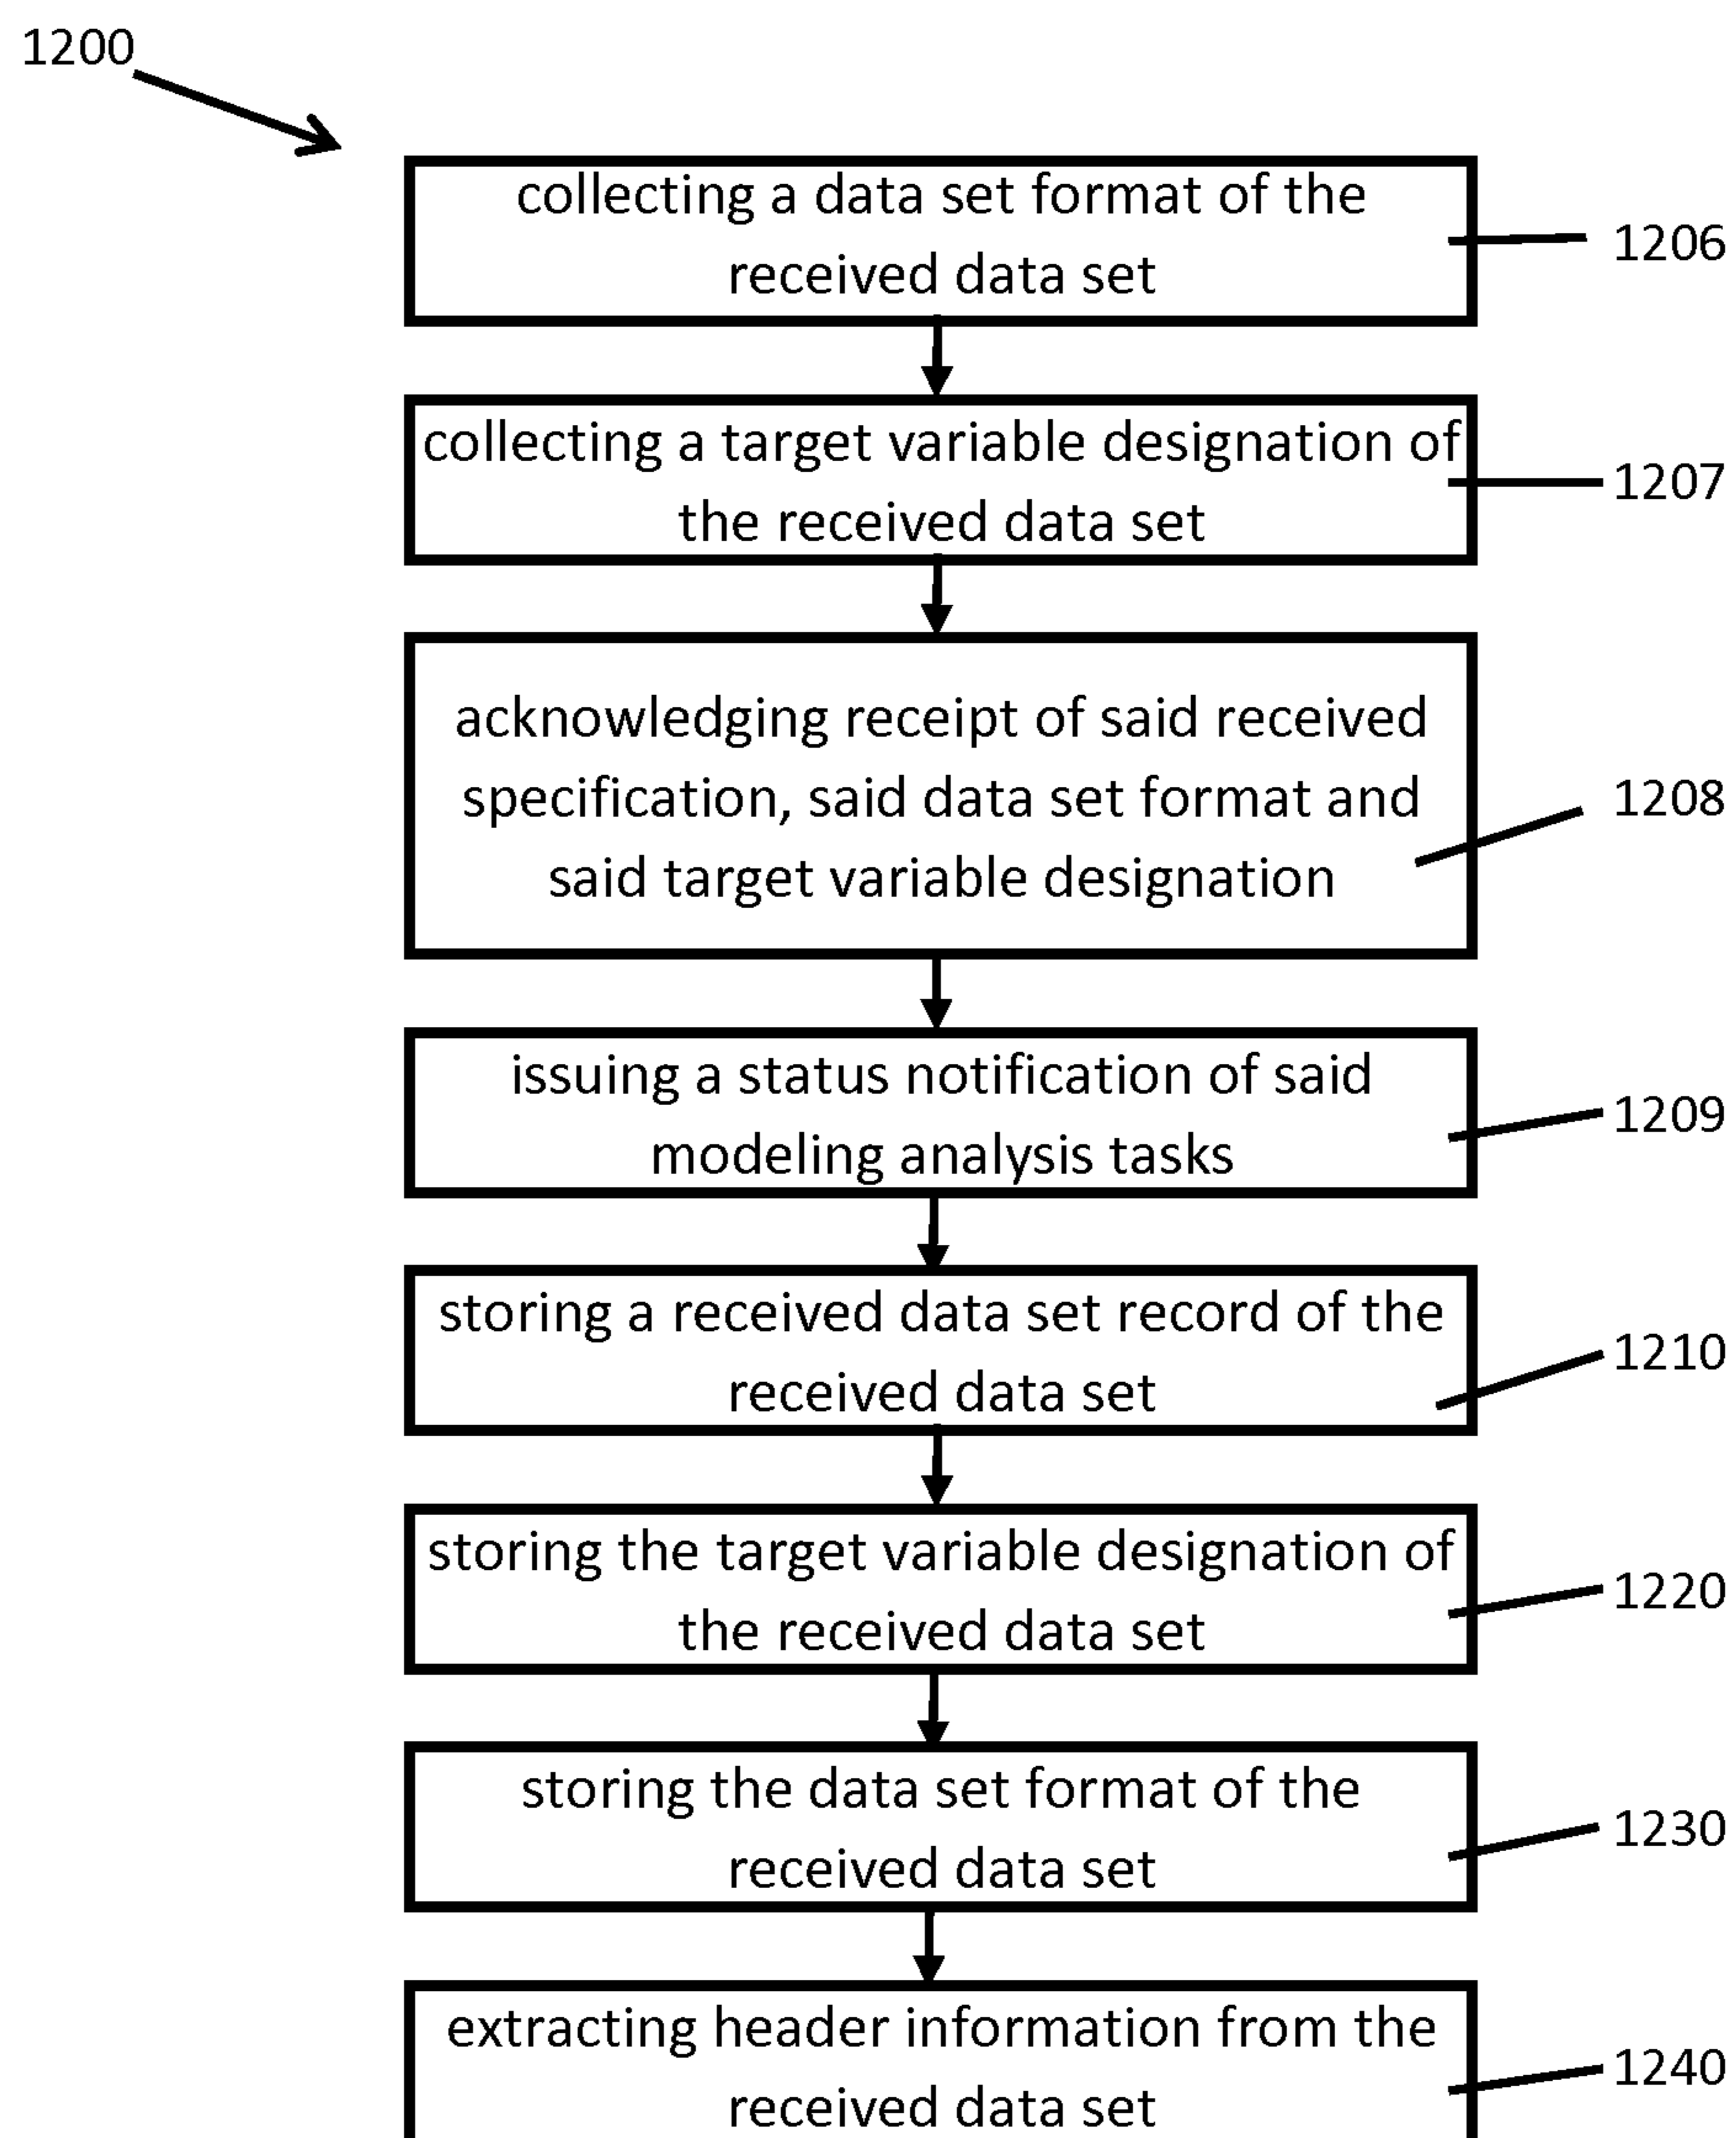 1200
collecting a data set format of the
received data set
1206
collecting a target variable designation of
the received data set
1207
acknowledging receipt of said received
specification, said data set format and
said target variable designation
1208
issuing a status notification of said
modeling analysis tasks
1209
storing a received data set record of the
received data set
1210
storing the target variable designation of
the received data set
1220
storing the data set format of the
received data set
1230
extracting header information from the
received data set
1240